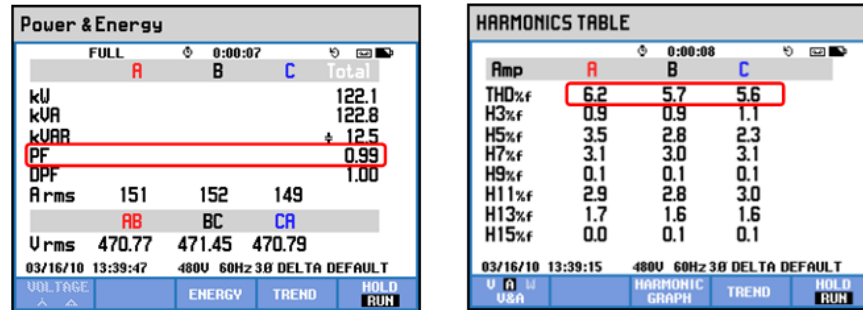 Power & Energy
FULL 0:00:07
A B C Total
kW 122.1
kVA 122.8
kVAR 12.5
PF 0.99
DPF 1.00
A rms 151 152 149
AB BC CA
V rms 470.77 471.45 470.79
03/16/10 13:39:47 480V 60Hz 3Ø DELTA DEFAULT
VOLTAGE ENERGY TREND HOLD
RUN
HARMONICS TABLE
0:00:08
Amp A B C
THD%f 6.2 5.7 5.6
H3%f 0.9 0.9 1.1
H5%f 3.5 2.8 2.3
H7%f 3.1 3.0 3.1
H9%f 0.1 0.1 0.1
H11%f 2.9 2.8 3.0
H13%f 1.7 1.6 1.6
H15%f 0.0 0.1 0.1
03/16/10 13:39:15 480V 60Hz 3Ø DELTA DEFAULT
V A W HARMONIC TREND HOLD
V&A GRAPH RUN